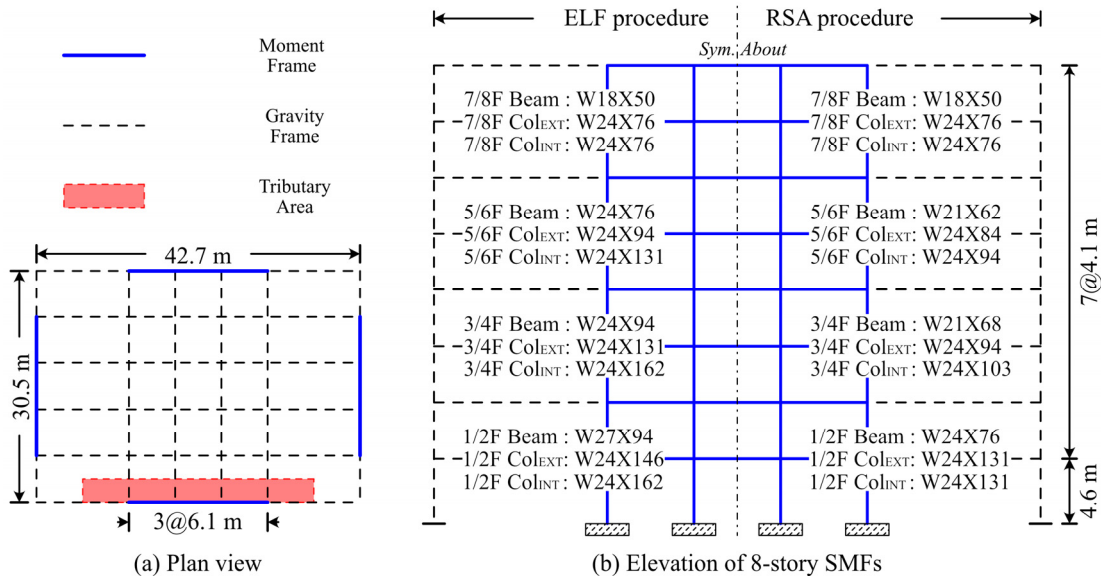 Moment
Frame
Gravity
Frame
Tributary
Area
42.7 m
30.5 m
3@6.1 m
(a) Plan view
ELF procedure
RSA procedure
Sym. About
7/8F Beam : W18X50
7/8F ColEXT: W24X76
7/8F ColINT : W24X76
5/6F Beam : W24X76
5/6F ColEXT: W24X94
5/6F ColINT : W24X131
3/4F Beam : W24X94
3/4F ColEXT: W24X131
3/4F ColINT : W24X162
1/2F Beam : W27X94
1/2F ColEXT: W24X146
1/2F ColINT : W24X162
7/8F Beam : W18X50
7/8F ColEXT: W24X76
7/8F ColINT : W24X76
5/6F Beam : W21X62
5/6F ColEXT: W24X84
5/6F ColINT : W24X94
3/4F Beam : W21X68
3/4F ColEXT: W24X94
3/4F ColINT : W24X103
1/2F Beam : W24X76
1/2F ColEXT: W24X131
1/2F ColINT : W24X131
7@4.1 m
4.6 m
(b) Elevation of 8-story SMFs